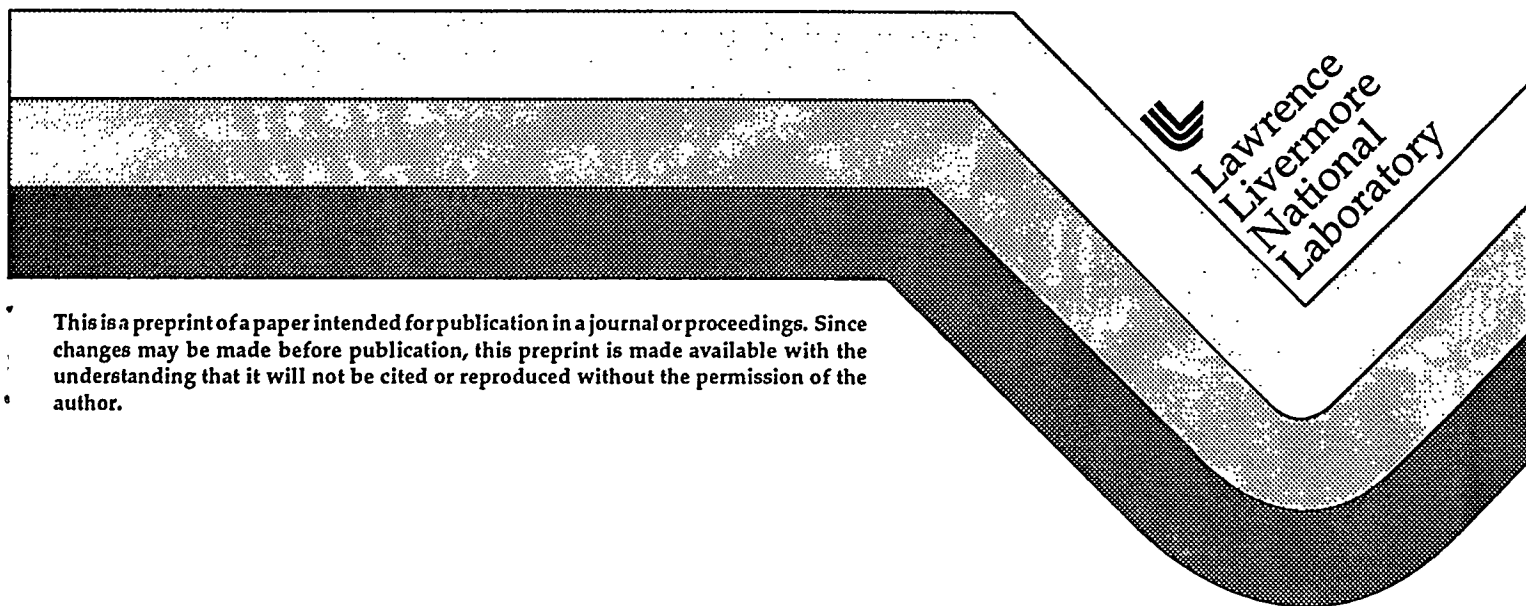 Lawrence
Livermore
National
Laboratory
This is a preprint of a paper intended for publication in a journal or proceedings. Since
changes may be made before publication, this preprint is made available with the
understanding that it will not be cited or reproduced without the permission of the
author.